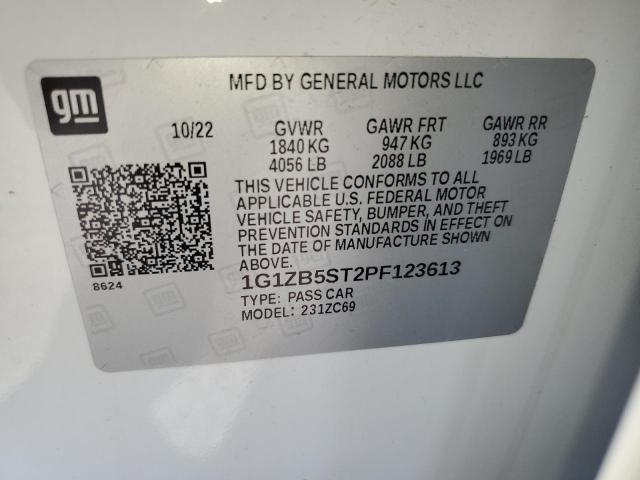 gm
MFD BY GENERAL MOTORS LLC
10/22 GVWR GAWR FRT GAWR RR
1840 KG 947 KG 893 KG
4056 LB 2088 LB 1969 LB
THIS VEHICLE CONFORMS TO ALL
APPLICABLE U.S. FEDERAL MOTOR
VEHICLE SAFETY, BUMPER, AND THEFT
PREVENTION STANDARDS IN EFFECT ON
THE DATE OF MANUFACTURE SHOWN
ABOVE.
8624
1G1ZB5ST2PF123613
TYPE: PASS CAR
MODEL: 231ZC69